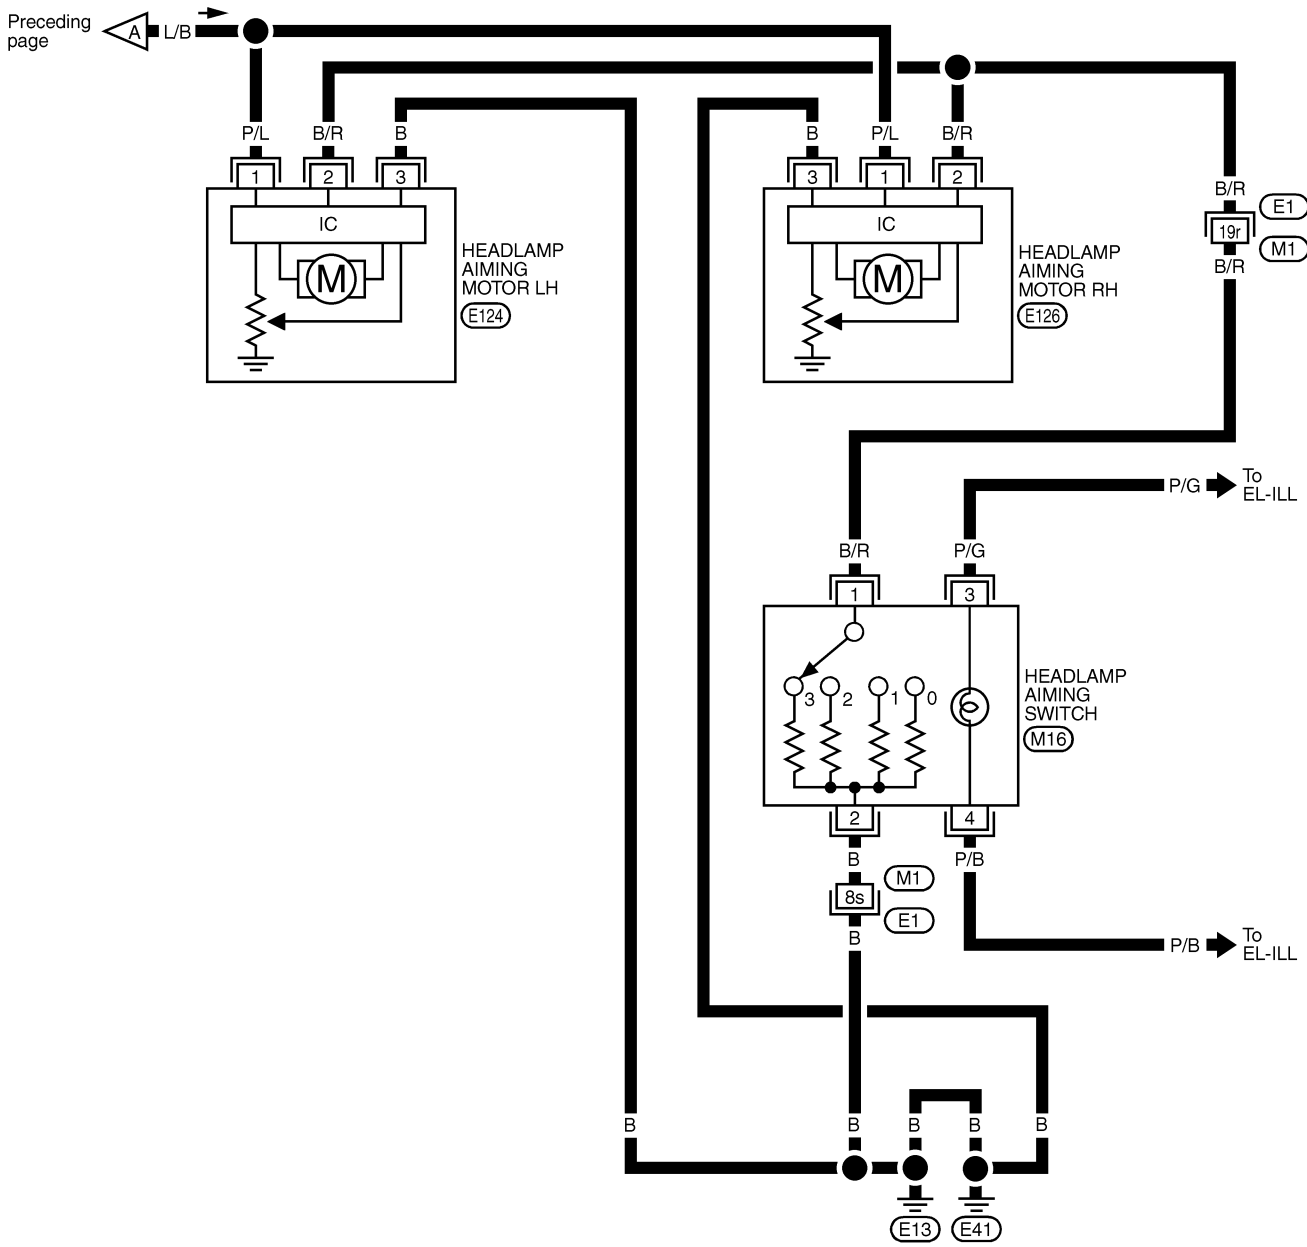 Preceding
page
A
L/B
P/L
B/R
B
B
P/L
B/R
1
2
3
3
1
2
B/R
E1
19r
M1
B/R
IC
IC
M
M
HEADLAMP
AIMING
MOTOR LH
E124
HEADLAMP
AIMING
MOTOR RH
E126
P/G
To
EL-ILL
B/R
P/G
1
3
3
2
1
0
HEADLAMP
AIMING
SWITCH
M16
2
4
B
P/B
M1
8s
E1
B
P/B
To
EL-ILL
B
B
B
B
B
E13
E41